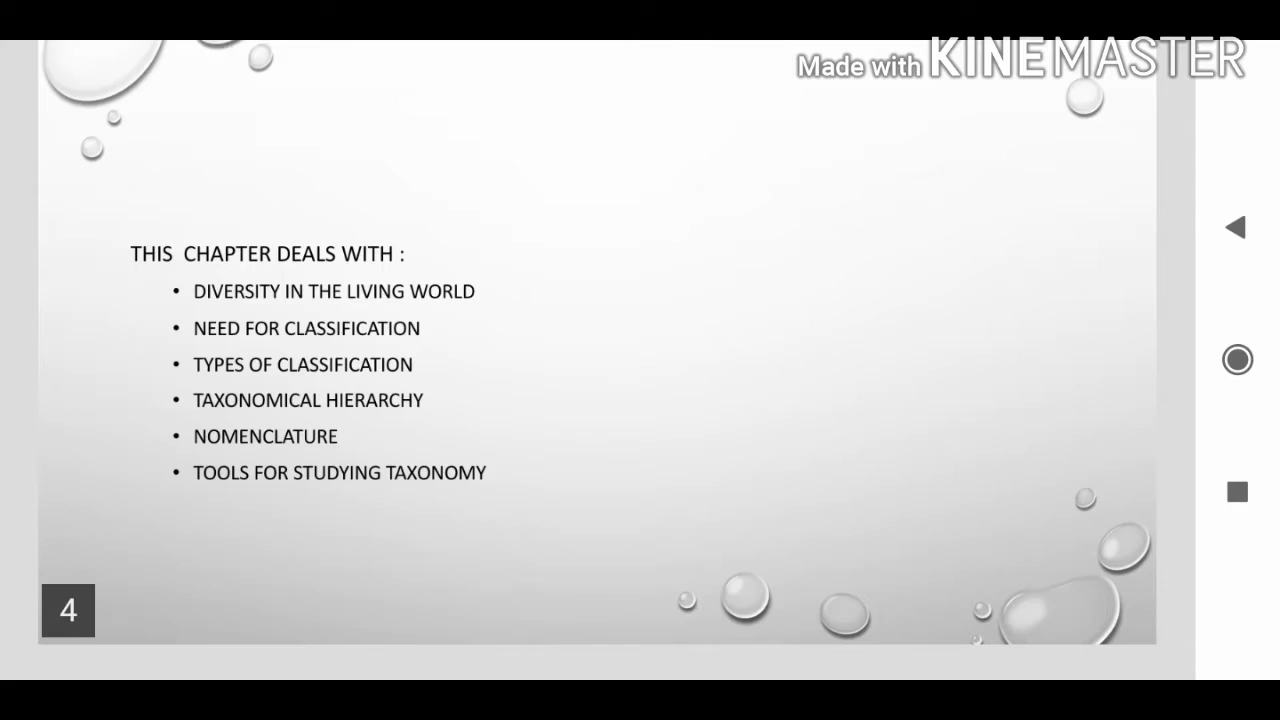 Made with KINEMASTER
THIS CHAPTER DEALS WITH :
• DIVERSITY IN THE LIVING WORLD
• NEED FOR CLASSIFICATION
• TYPES OF CLASSIFICATION
• TAXONOMICAL HIERARCHY
• NOMENCLATURE
• TOOLS FOR STUDYING TAXONOMY
4